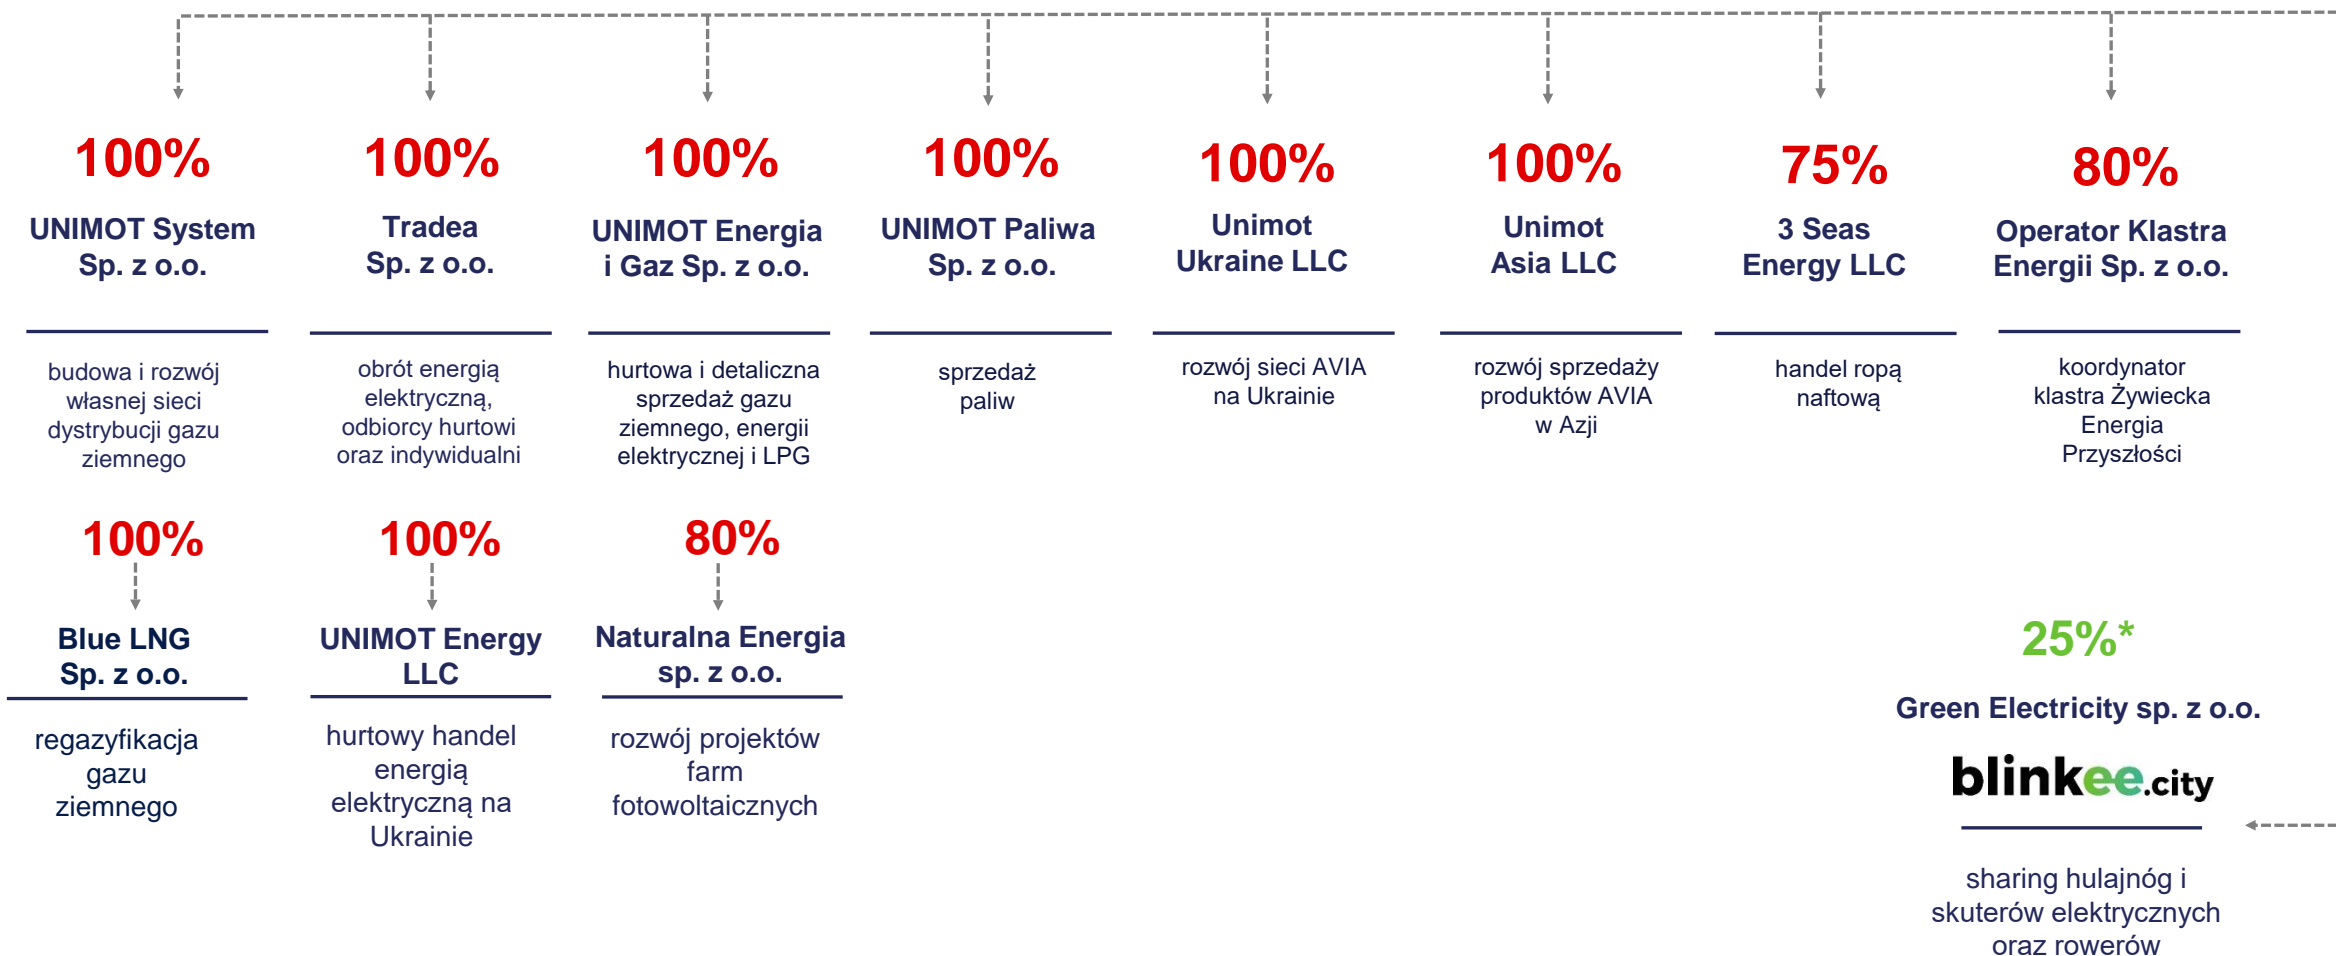 100%
UNIMOT System
Sp. z o.o.
budowa i rozwój
własnej sieci
dystrybucji gazu
ziemnego
100%
Tradea
Sp. z o.o.
obrót energią
elektryczną,
odbiorcy hurtowi
oraz indywidualni
100%
UNIMOT Energia
i Gaz Sp. z o.o.
hurtowa i detaliczna
sprzedaż gazu
ziemnego, energii
elektrycznej i LPG
100%
UNIMOT Paliwa
Sp. z o.o.
sprzedaż
paliw
100%
Unimot
Ukraine LLC
rozwój sieci AVIA
na Ukrainie
100%
Unimot
Asia LLC
rozwój sprzedaży
produktów AVIA
w Azji
75%
3 Seas
Energy LLC
handel ropą
naftową
80%
Operator Klastra
Energii Sp. z o.o.
koordynator
klastra Żywiecka
Energia
Przyszłości
100%
Blue LNG
Sp. z o.o.
regazyfikacja
gazu
ziemnego
100%
UNIMOT Energy
LLC
hurtowy handel
energią
elektryczną na
Ukrainie
80%
Naturalna Energia
sp. z o.o.
rozwój projektów
farm
fotowoltaicznych
25%*
Green Electricity sp. z o.o.
blinkee.city
sharing hulajnóg i
skuterów elektrycznych
oraz rowerów